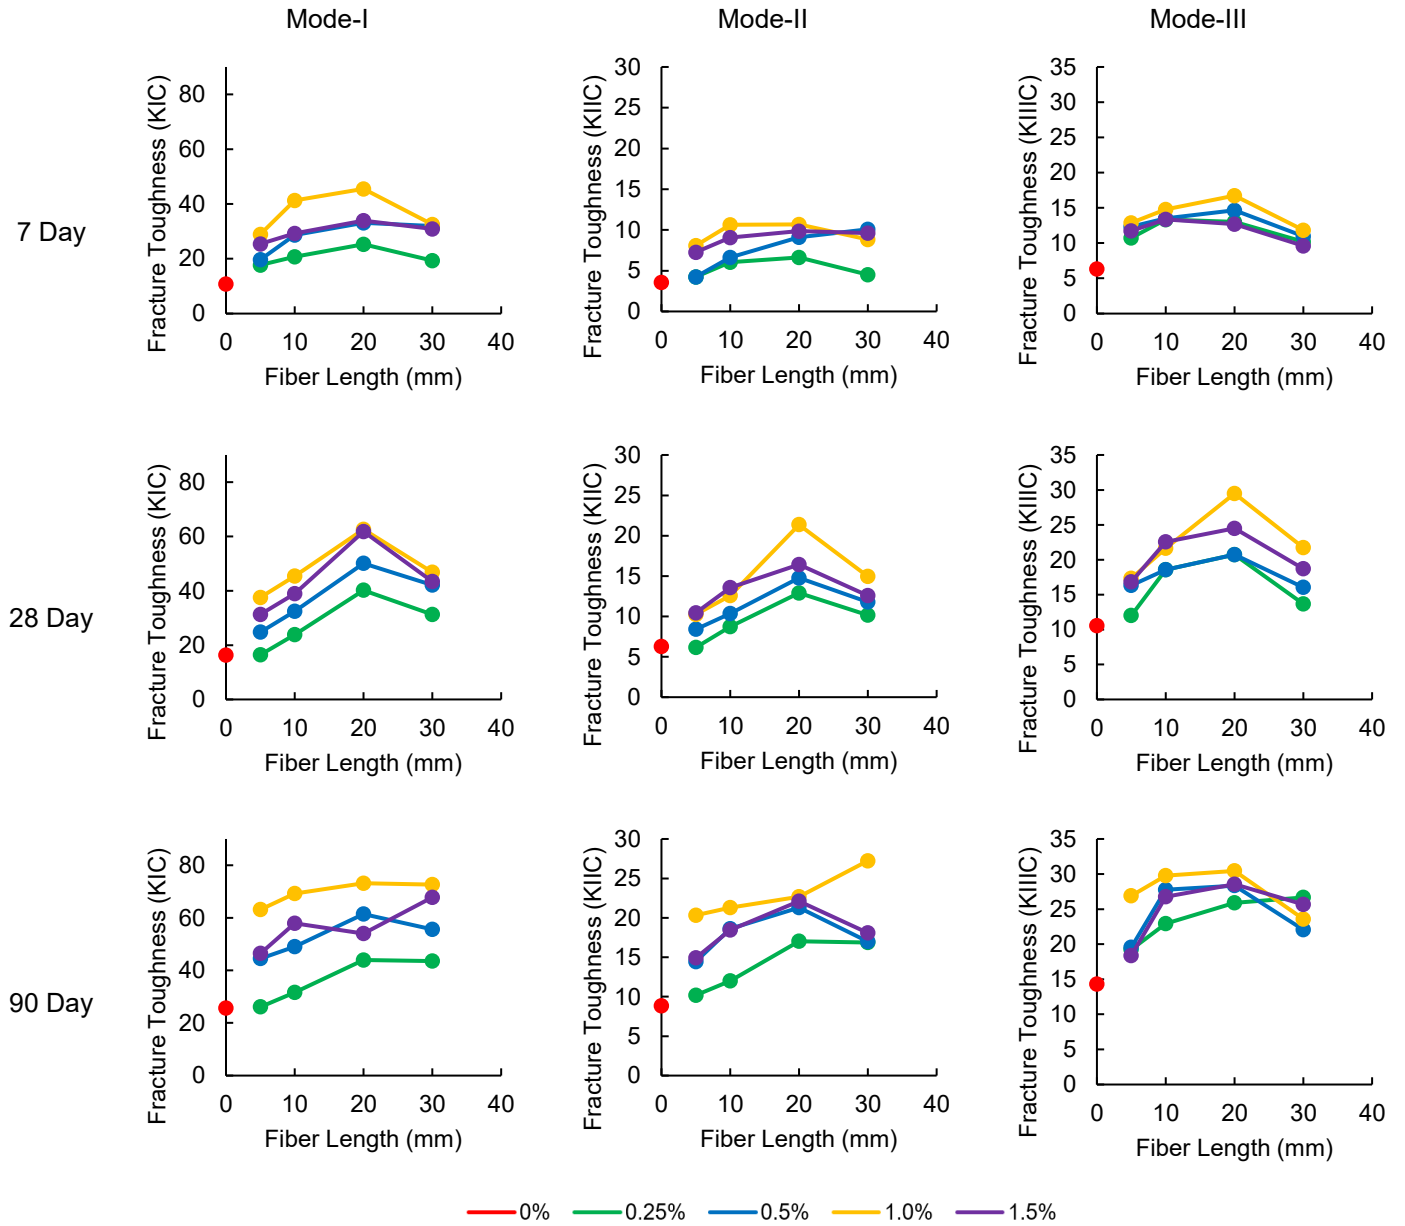 Mode-I
Mode-II
Mode-III
7 Day
Fracture Toughness (KIC)
80
60
40
20
0
0 10 20 30 40
Fiber Length (mm)
Fracture Toughness (KIIC)
30
25
20
15
10
5
0
0 10 20 30 40
Fiber Length (mm)
Fracture Toughness (KIIIC)
35
30
25
20
15
10
5
0
0 10 20 30 40
Fiber Length (mm)
28 Day
Fracture Toughness (KIC)
80
60
40
20
0
0 10 20 30 40
Fiber Length (mm)
Fracture Toughness (KIIC)
30
25
20
15
10
5
0
0 10 20 30 40
Fiber Length (mm)
Fracture Toughness (KIIIC)
35
30
25
20
15
10
5
0
0 10 20 30 40
Fiber Length (mm)
90 Day
Fracture Toughness (KIC)
80
60
40
20
0
0 10 20 30 40
Fiber Length (mm)
Fracture Toughness (KIIC)
30
25
20
15
10
5
0
0 10 20 30 40
Fiber Length (mm)
Fracture Toughness (KIIIC)
35
30
25
20
15
10
5
0
0 10 20 30 40
Fiber Length (mm)
0% 0.25% 0.5% 1.0% 1.5%